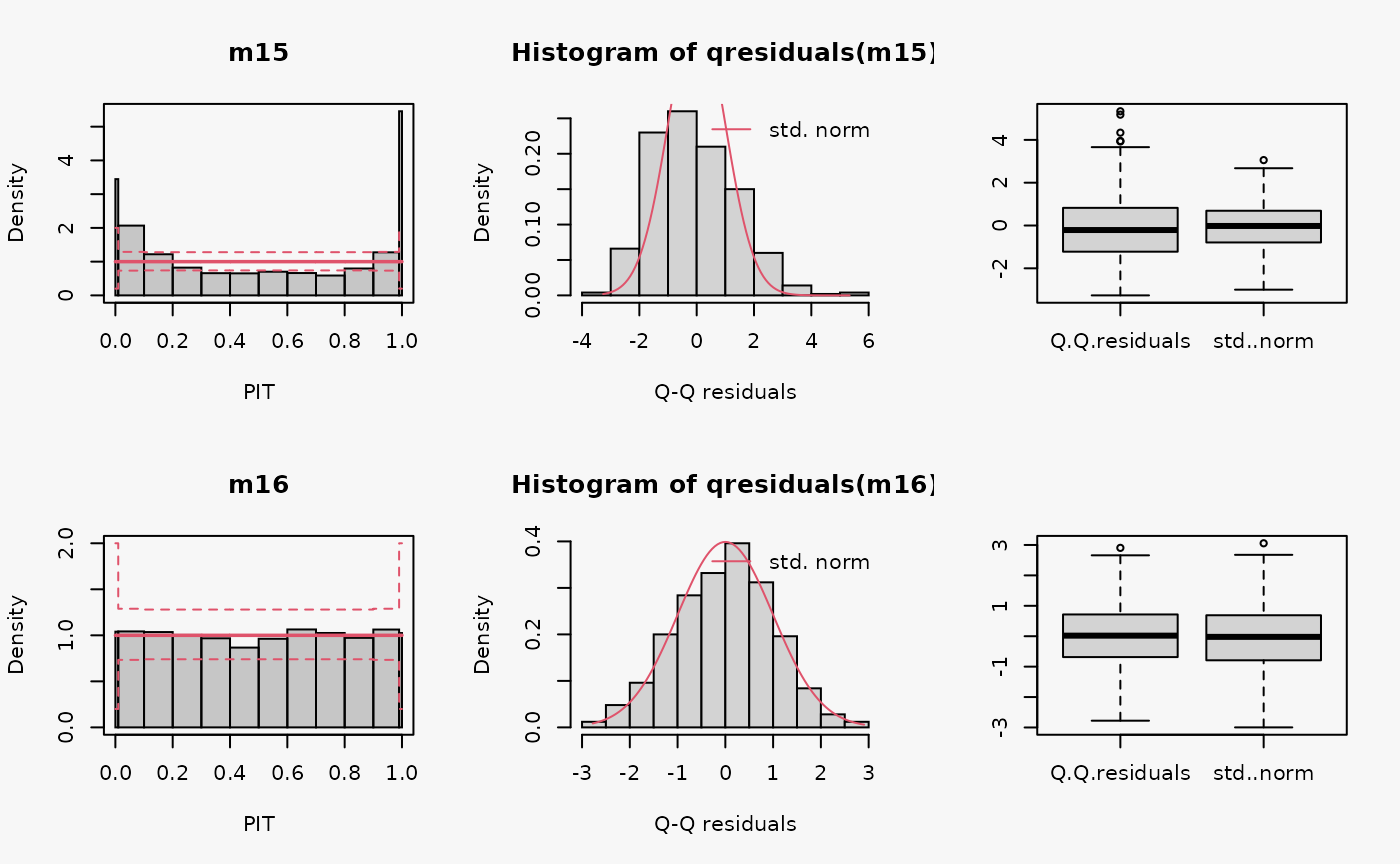 m15
Density
0 2 4
0.0 0.2 0.4 0.6 0.8 1.0
PIT
Histogram of qresiduals(m15)
Density
0.00 0.10 0.20
std. norm
-4 -2 0 2 4 6
Q-Q residuals
-2 0 2 4
Q.Q.residuals std..norm
m16
Density
0.0 1.0 2.0
0.0 0.2 0.4 0.6 0.8 1.0
PIT
Histogram of qresiduals(m16)
Density
0.0 0.2 0.4
std. norm
-3 -2 -1 0 1 2 3
Q-Q residuals
-3 -1 1 3
Q.Q.residuals std..norm